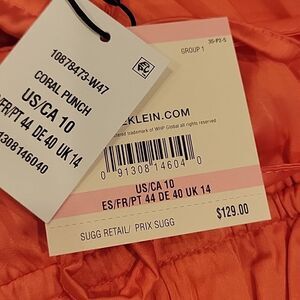 10878473-W47
CORAL PUNCH
US/CA 10
ES/FR/PT 44 DE 40 UK 14
1308146040
35-P2-S
GROUP 1
EKLEIN.COM
trademark of WHP Global all rights reserved
0 91308 14604 0
US/CA 10
ES/FR/PT 44 DE 40 UK 14
SUGG RETAIL/ PRIX SUGG
$129.00